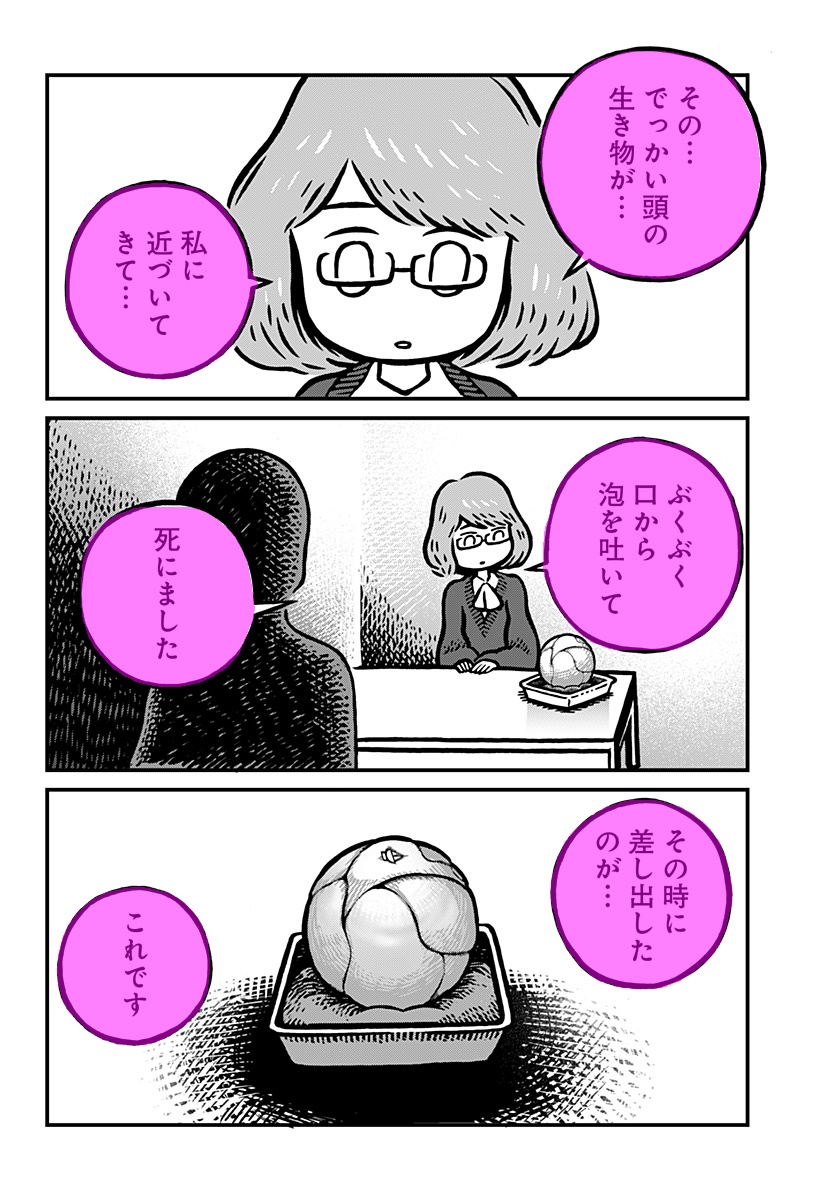 その…
でっかい頭の
生き物が…
私に
近づいて
きて…
ぶくぶく
口から
泡を吐いて
死にました
その時に
差し出した
のが…
これです